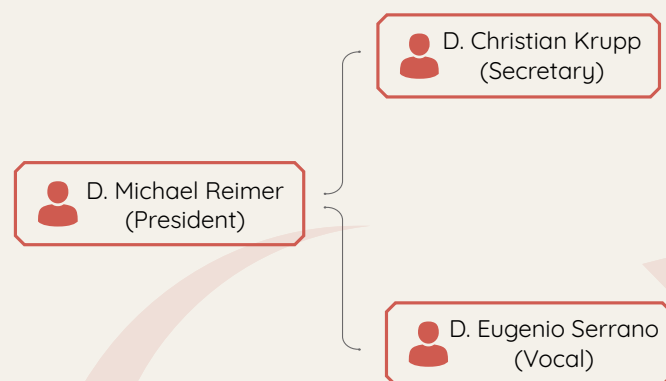 D. Christian Krupp
(Secretary)
D. Michael Reimer
(President)
D. Eugenio Serrano
(Vocal)